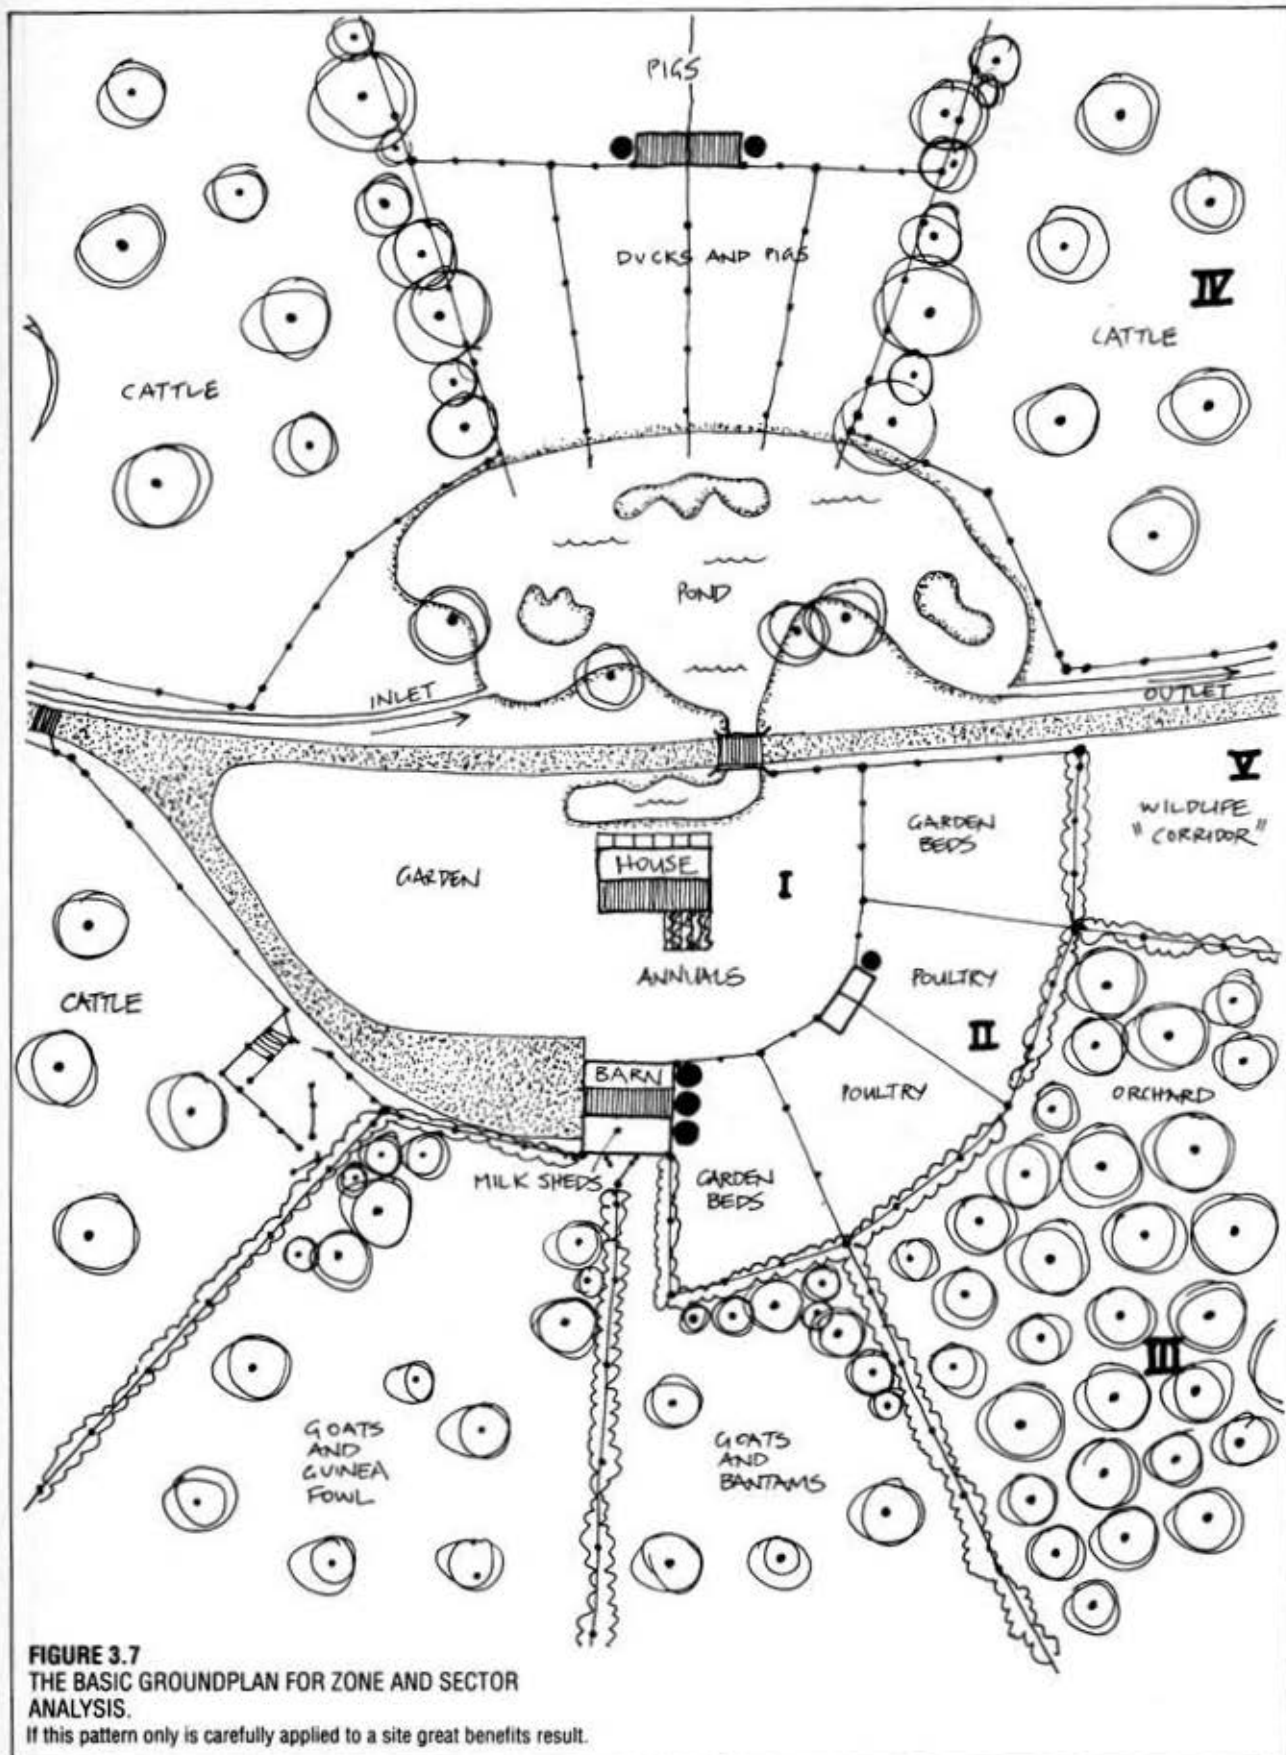 PIGS
DUCKS AND PIGS
IV
CATTLE
CATTLE
POND
INLET
OUTLET
V
WILDLIFE
"CORRIDOR"
GARDEN
BEDS
HOUSE
GARDEN
I
ANNUALS
POULTRY
CATTLE
II
BARN
POULTRY
ORCHARD
MILK SHEDS
GARDEN
BEDS
III
GOATS
AND
GUINEA
FOWL
GOATS
AND
BANTAMS
FIGURE 3.7
THE BASIC GROUNDPLAN FOR ZONE AND SECTOR
ANALYSIS.
If this pattern only is carefully applied to a site great benefits result.